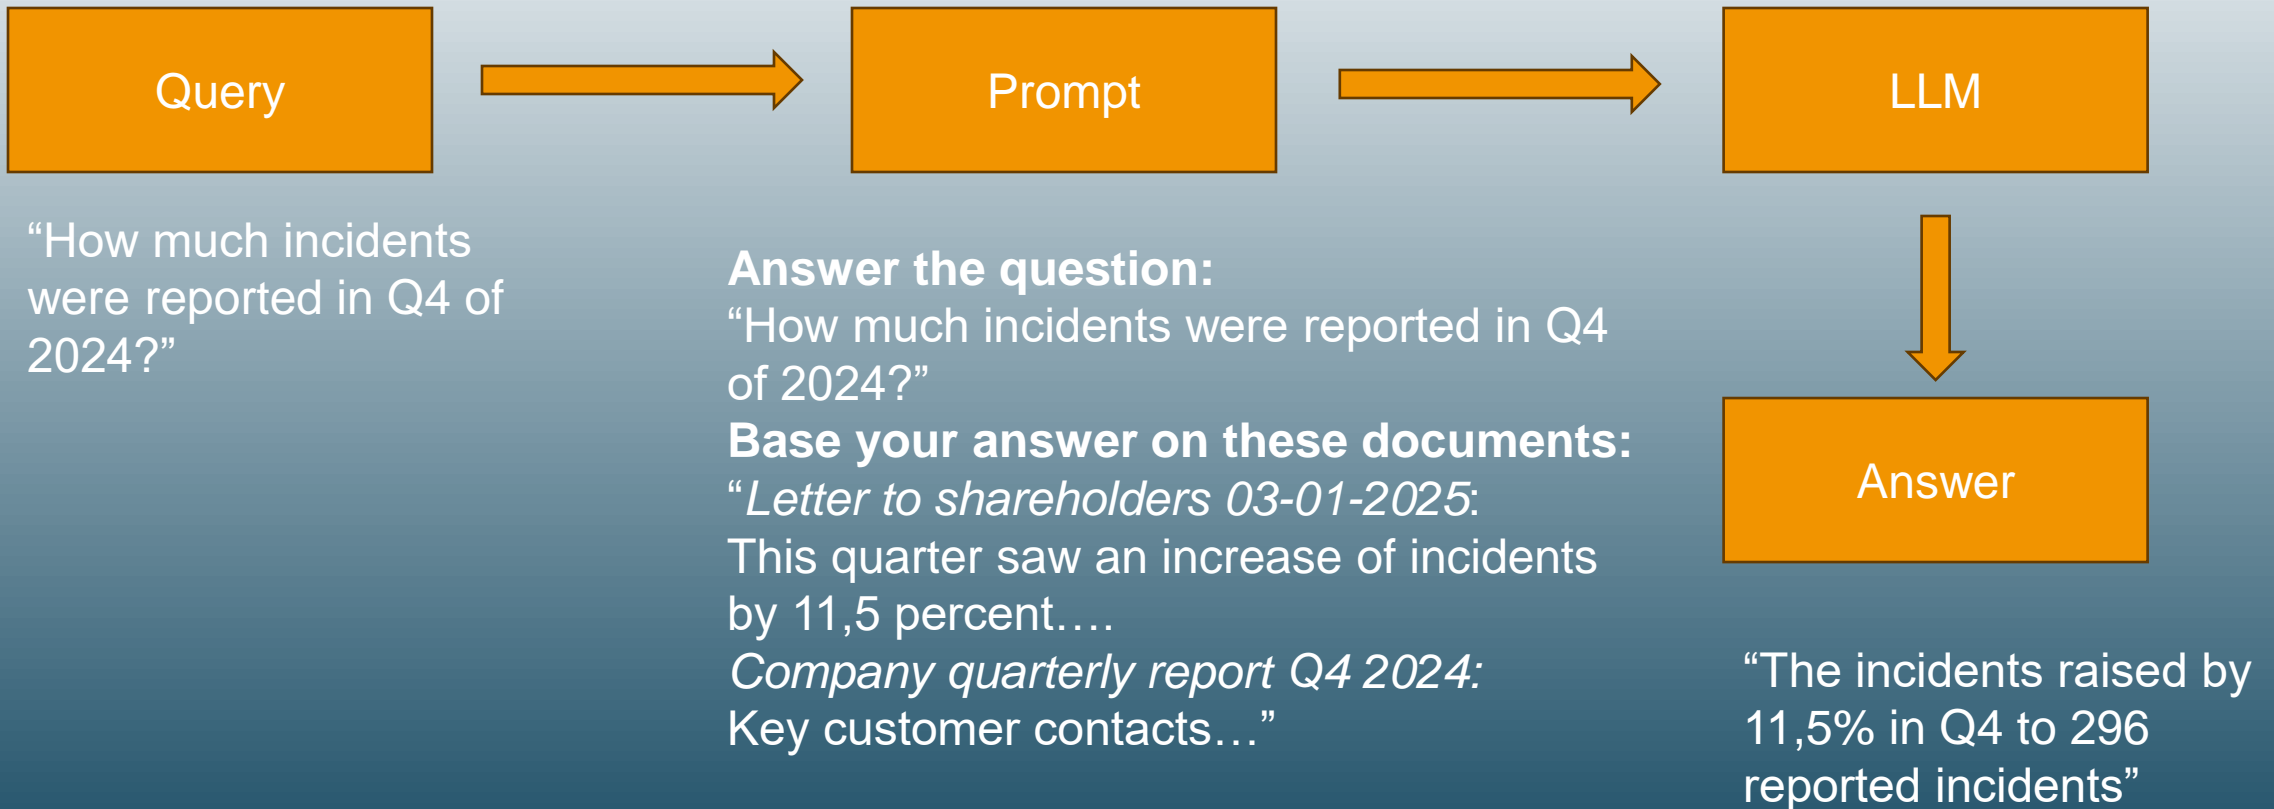 Query
Prompt
LLM
“How much incidents
were reported in Q4 of
2024?”
Answer the question:
“How much incidents were reported in Q4
of 2024?”
Base your answer on these documents:
“Letter to shareholders 03-01-2025:
This quarter saw an increase of incidents
by 11,5 percent….
Company quarterly report Q4 2024:
Key customer contacts…”
Answer
“The incidents raised by
11,5% in Q4 to 296
reported incidents”